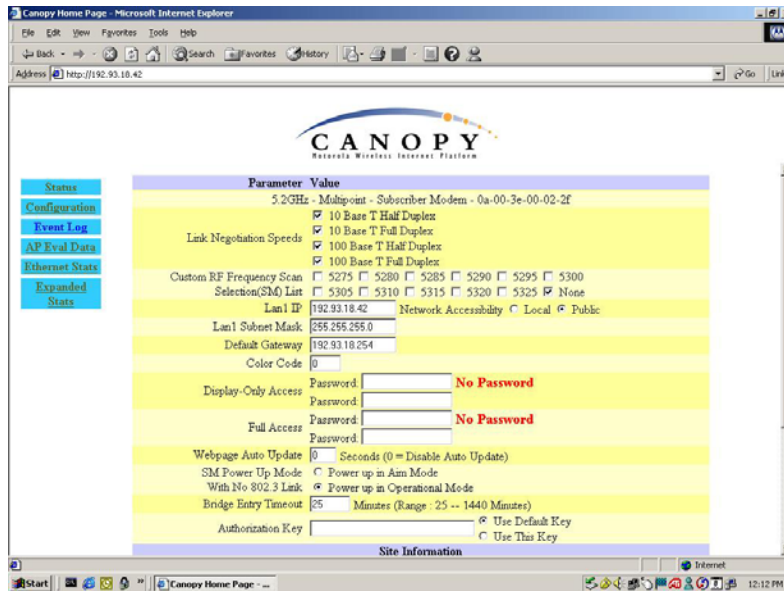 Canopy Home Page - Microsoft Internet Explorer
File Edit View Favorites Tools Help
Back Search Favorites History
Address http://192.93.18.42 Go Link
CANOPY
Motorola Wireless Internet Platform
Status
Configuration
Event Log
AP Eval Data
Ethernet Stats
Expanded
Stats
Parameter Value
5.2GHz - Multipoint - Subscriber Modem - 0a-00-3e-00-02-2f
Link Negotiation Speeds
10 Base T Half Duplex
10 Base T Full Duplex
100 Base T Half Duplex
100 Base T Full Duplex
Custom RF Frequency Scan 5275 5280 5285 5290 5295 5300
Selection(SM) List 5305 5310 5315 5320 5325 None
Lan1 IP 192.93.18.42 Network Accessibility Local Public
Lan1 Subnet Mask 255.255.255.0
Default Gateway 192.93.18.254
Color Code 0
Display-Only Access Password: No Password
Password:
Full Access Password: No Password
Password:
Webpage Auto Update 0 Seconds (0 = Disable Auto Update)
SM Power Up Mode Power up in Aim Mode
With No 802.3 Link Power up in Operational Mode
Bridge Entry Timeout 25 Minutes (Range : 25 -- 1440 Minutes)
Authorization Key Use Default Key
Use This Key
Site Information
Internet
Start Canopy Home Page - ... 12:12 PM